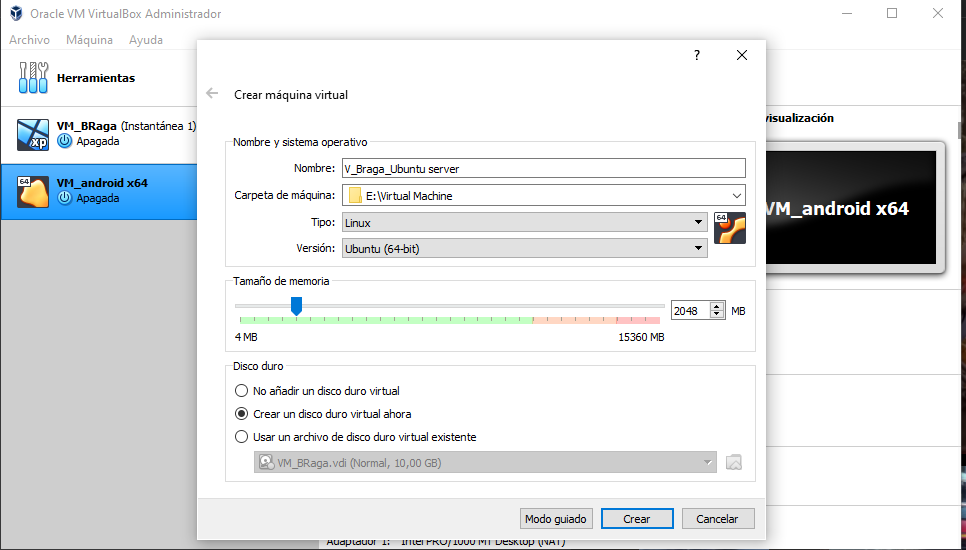 Oracle VM VirtualBox Administrador
Archivo Máquina Ayuda
Herramientas
VM_BRaga (Instantánea 1)
Apagada
xp
64
VM_android x64
Apagada
visualización
VM_android x64
?
Crear máquina virtual
Nombre y sistema operativo
Nombre: V_Braga_Ubuntu server
Carpeta de máquina: E:\Virtual Machine
Tipo: Linux
64
Versión: Ubuntu (64-bit)
Tamaño de memoria
2048 MB
4 MB 15360 MB
Disco duro
No añadir un disco duro virtual
Crear un disco duro virtual ahora
Usar un archivo de disco duro virtual existente
VM_BRaga.vdi (Normal, 10,00 GB)
Modo guiado Crear Cancelar
Adaptador 1: Intel PRO/1000 MT Desktop (NAT)